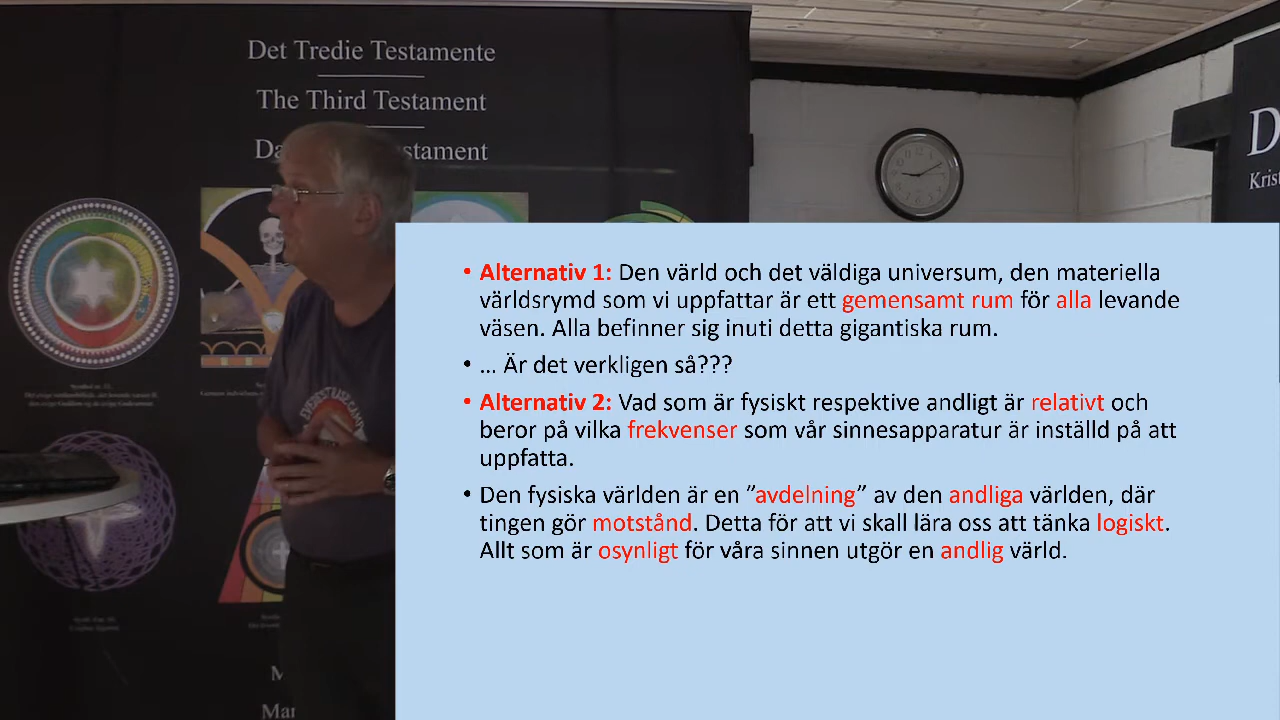 Det Tredie Testamente
The Third Testament
Da
stament
D
Kris
• Alternativ 1: Den värld och det väldiga universum, den materiella
världsrymd som vi uppfattar är ett gemensamt rum för alla levande
väsen. Alla befinner sig inuti detta gigantiska rum.
• ... Är det verkligen så???
• Alternativ 2: Vad som är fysiskt respektive andligt är relativt och
beror på vilka frekvenser som vår sinnesapparatur är inställd på att
uppfatta.
• Den fysiska världen är en ”avdelning” av den andliga världen, där
tingen gör motstånd. Detta för att vi skall lära oss att tänka logiskt.
Allt som är osynligt för våra sinnen utgör en andlig värld.
M
Mar